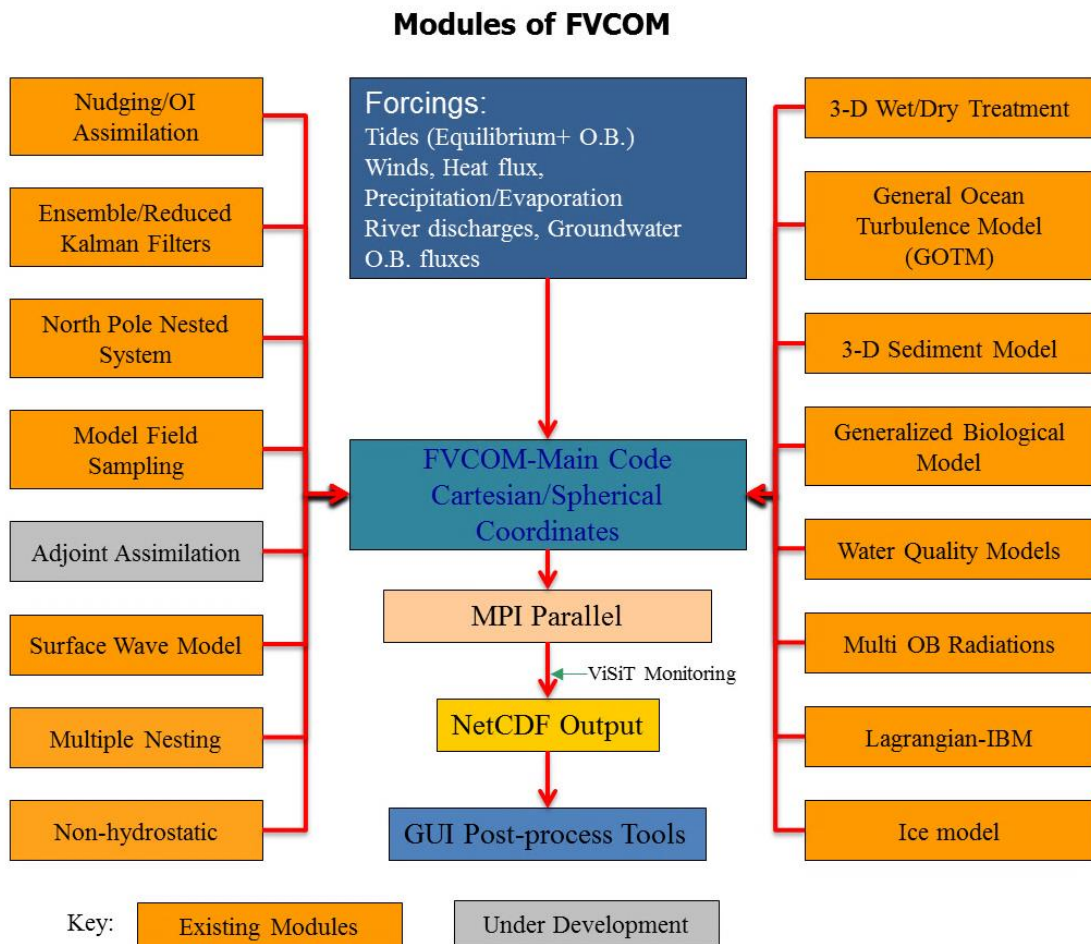 Modules of FVCOM
Nudging/OI
Assimilation
Ensemble/Reduced
Kalman Filters
North Pole Nested
System
Model Field
Sampling
Adjoint Assimilation
Surface Wave Model
Multiple Nesting
Non-hydrostatic
Forcings:
Tides (Equilibrium+ O.B.)
Winds, Heat flux,
Precipitation/Evaporation
River discharges, Groundwater
O.B. fluxes
FVCOM-Main Code
Cartesian/Spherical
Coordinates
MPI Parallel
ViSiT Monitoring
NetCDF Output
GUI Post-process Tools
3-D Wet/Dry Treatment
General Ocean
Turbulence Model
(GOTM)
3-D Sediment Model
Generalized Biological
Model
Water Quality Models
Multi OB Radiations
Lagrangian-IBM
Ice model
Key:
Existing Modules
Under Development